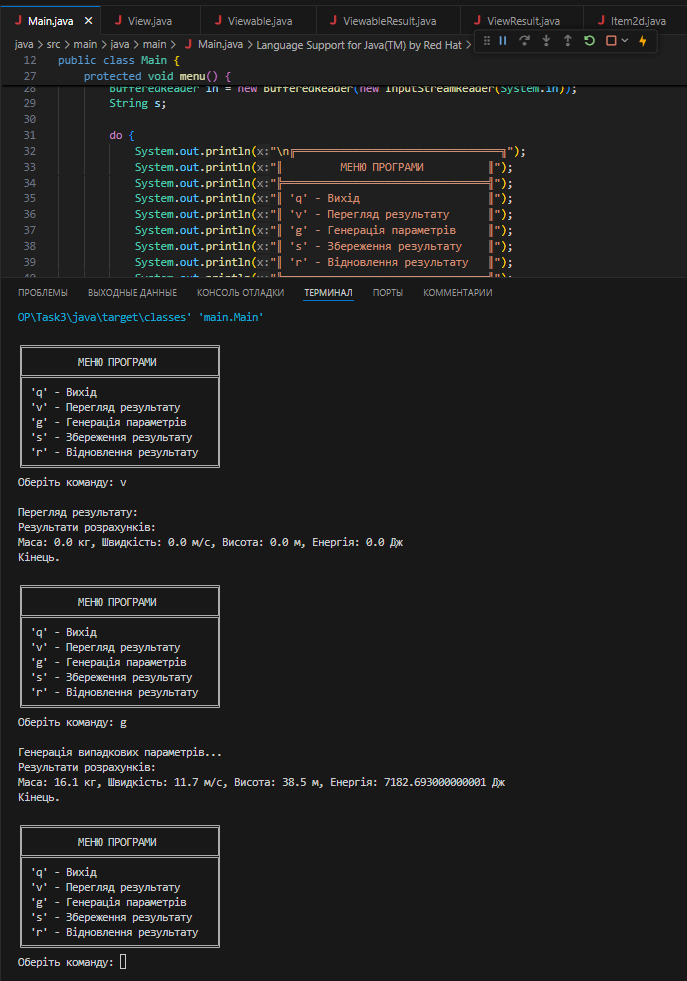 Main.java View.java Viewable.java ViewableResult.java ViewResult.java Item2d.java
java > src > main > java > main > Main.java > Language Support for Java(TM) by Red Hat >
12 public class Main {
27 protected void menu() {
28 BufferedReader in = new BufferedReader(new InputStreamReader(System.in));
29 String s;
30
31 do {
32 System.out.println(x:"\n╔══════════════════════════════╗");
33 System.out.println(x:"║ МЕНЮ ПРОГРАМИ ║");
34 System.out.println(x:"╠══════════════════════════════╣");
35 System.out.println(x:"║ 'q' - Вихід ║");
36 System.out.println(x:"║ 'v' - Перегляд результату ║");
37 System.out.println(x:"║ 'g' - Генерація параметрів ║");
38 System.out.println(x:"║ 's' - Збереження результату ║");
39 System.out.println(x:"║ 'r' - Відновлення результату ║");
ПРОБЛЕМЫ ВЫХОДНЫЕ ДАННЫЕ КОНСОЛЬ ОТЛАДКИ ТЕРМИНАЛ ПОРТЫ КОММЕНТАРИИ
OP\Task3\java\target\classes' 'main.Main'
МЕНЮ ПРОГРАМИ
'q' - Вихід
'v' - Перегляд результату
'g' - Генерація параметрів
's' - Збереження результату
'r' - Відновлення результату
Оберіть команду: v
Перегляд результату:
Результати розрахунків:
Маса: 0.0 кг, Швидкість: 0.0 м/с, Висота: 0.0 м, Енергія: 0.0 Дж
Кінець.
МЕНЮ ПРОГРАМИ
'q' - Вихід
'v' - Перегляд результату
'g' - Генерація параметрів
's' - Збереження результату
'r' - Відновлення результату
Оберіть команду: g
Генерація випадкових параметрів...
Результати розрахунків:
Маса: 16.1 кг, Швидкість: 11.7 м/с, Висота: 38.5 м, Енергія: 7182.693000000001 Дж
Кінець.
МЕНЮ ПРОГРАМИ
'q' - Вихід
'v' - Перегляд результату
'g' - Генерація параметрів
's' - Збереження результату
'r' - Відновлення результату
Оберіть команду: